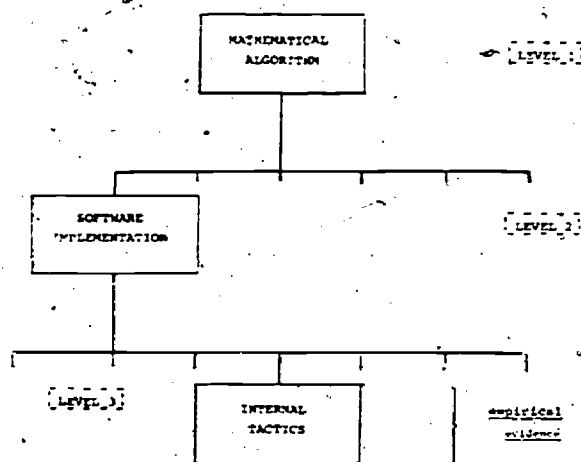 MATHEMATICAL
ALGORITHM
LEVEL 1
SOFTWARE
IMPLEMENTATION
LEVEL 2
LEVEL 3
INTERNAL
TACTICS
empirical
evidence